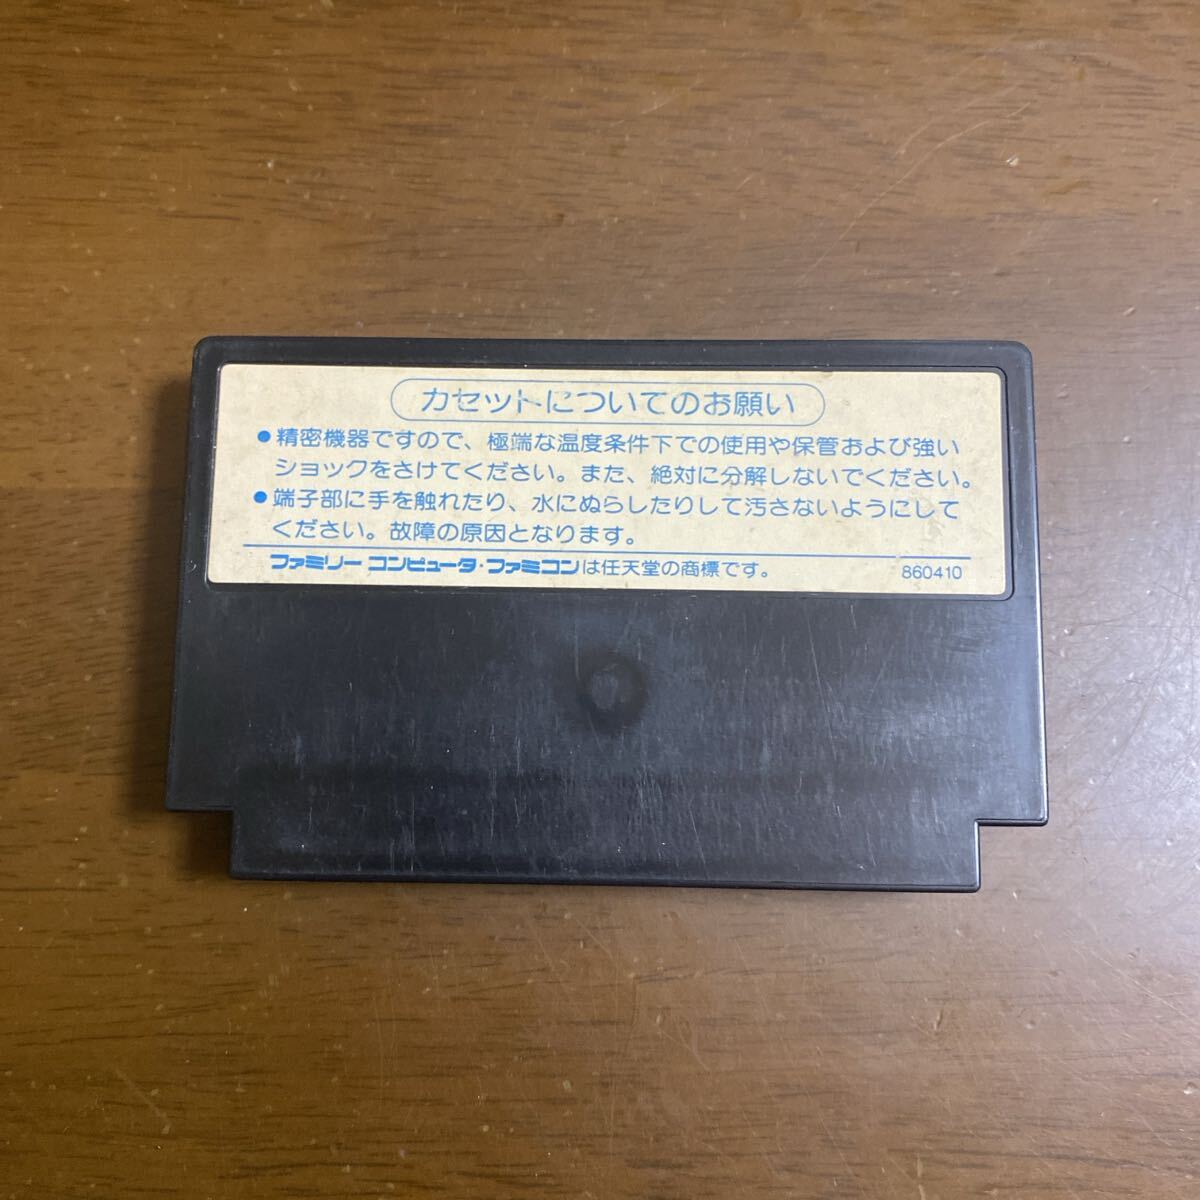 カセットについてのお願い
●精密機器ですので、極端な温度条件下での使用や保管および強い
ショックをさけてください。また、絶対に分解しないでください。
●端子部に手を触れたり、水にぬらしたりして汚さないようにして
ください。故障の原因となります。
ファミリー コンピュータ・ファミコンは任天堂の商標です。 860410